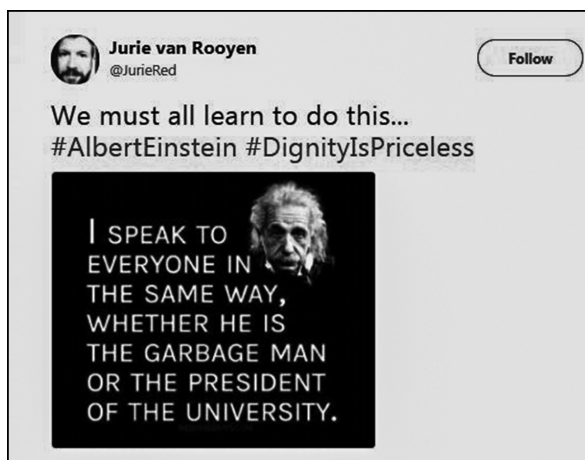 Jurie van Rooyen
@JurieRed
Follow
We must all learn to do this...
#AlbertEinstein #DignityIsPriceless
I SPEAK TO
EVERYONE IN
THE SAME WAY,
WHETHER HE IS
THE GARBAGE MAN
OR THE PRESIDENT
OF THE UNIVERSITY.